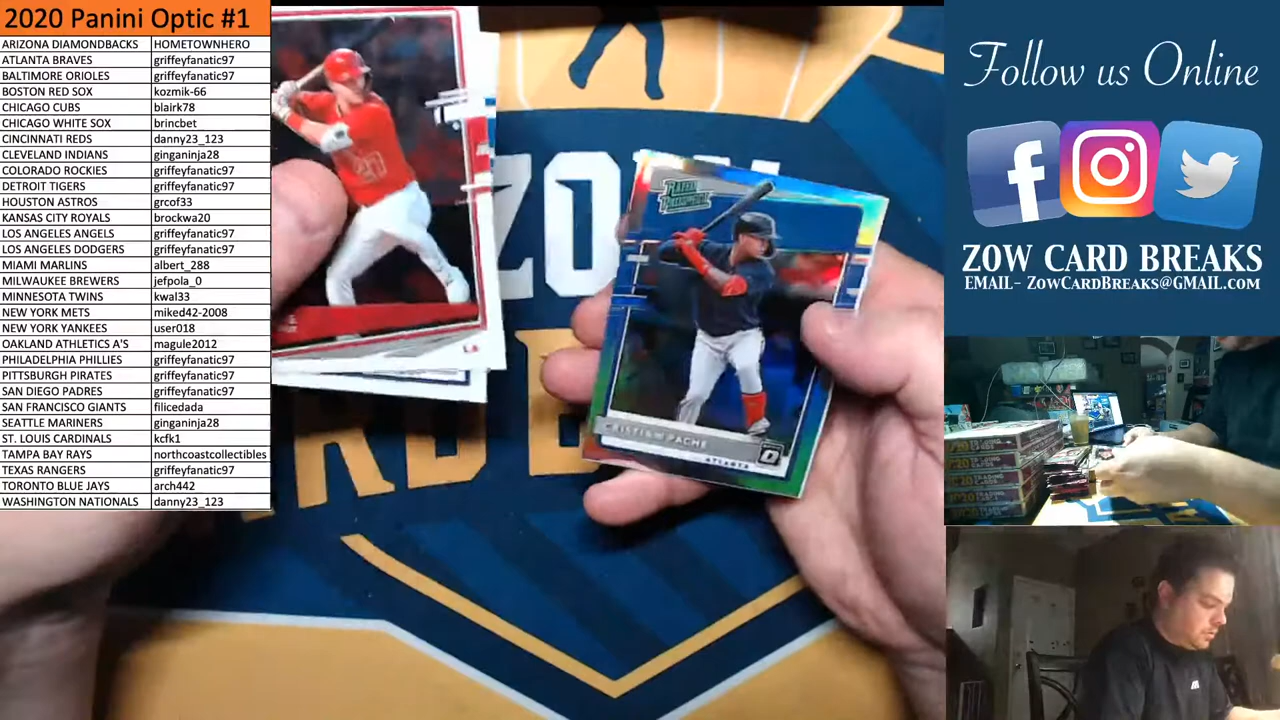 2020 Panini Optic #1
ARIZONA DIAMONDBACKS HOMETOWNHERO
ATLANTA BRAVES griffeyfanatic97
BALTIMORE ORIOLES griffeyfanatic97
BOSTON RED SOX kozmik-66
CHICAGO CUBS blairk78
CHICAGO WHITE SOX brincbet
CINCINNATI REDS danny23_123
CLEVELAND INDIANS ginganinja28
COLORADO ROCKIES griffeyfanatic97
DETROIT TIGERS griffeyfanatic97
HOUSTON ASTROS grcof33
KANSAS CITY ROYALS brockwa20
LOS ANGELES ANGELS griffeyfanatic97
LOS ANGELES DODGERS griffeyfanatic97
MIAMI MARLINS albert_288
MILWAUKEE BREWERS jefpola_0
MINNESOTA TWINS kwal33
NEW YORK METS miked42-2008
NEW YORK YANKEES user018
OAKLAND ATHLETICS A'S magule2012
PHILADELPHIA PHILLIES griffeyfanatic97
PITTSBURGH PIRATES griffeyfanatic97
SAN DIEGO PADRES griffeyfanatic97
SAN FRANCISCO GIANTS filicedada
SEATTLE MARINERS ginganinja28
ST. LOUIS CARDINALS kcfk1
TAMPA BAY RAYS northcoastcollectibles
TEXAS RANGERS griffeyfanatic97
TORONTO BLUE JAYS arch442
WASHINGTON NATIONALS danny23_123
27
ZO
RD
RATED
ROOKIE
CRISTIAN PACHE
ATLANTA
Follow us Online
ZOW CARD BREAKS
EMAIL- ZOWCARDBREAKS@GMAIL.COM